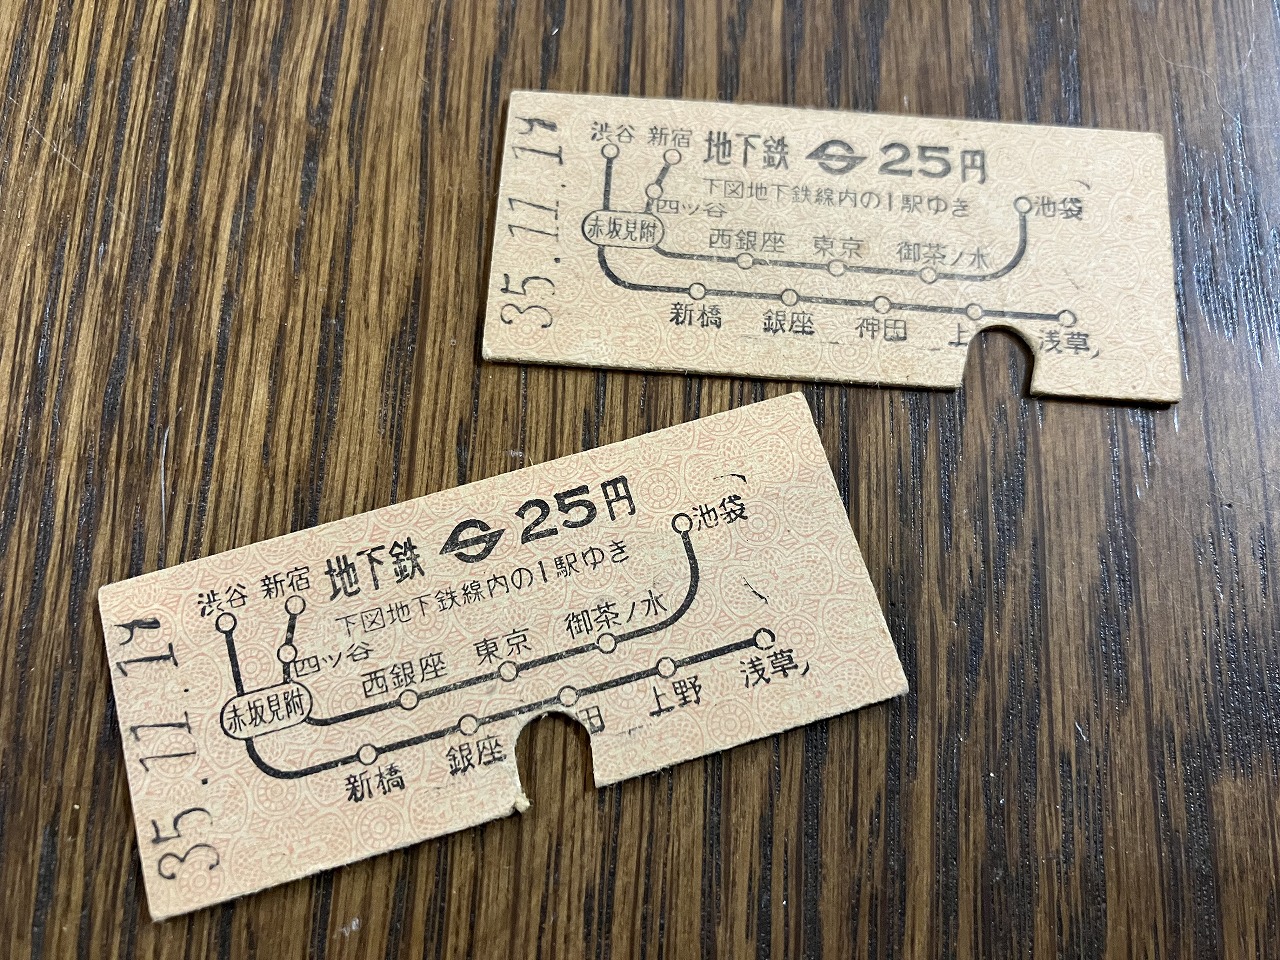 35.11.19
渋谷 新宿 地下鉄 25円
下図地下鉄線内の1駅ゆき
四ッ谷 池袋
赤坂見附
西銀座 東京 御茶ノ水
新橋 銀座 神田 上 浅草
35.11.19
渋谷 新宿 地下鉄 25円
下図地下鉄線内の1駅ゆき
四ッ谷 池袋
赤坂見附
西銀座 東京 御茶ノ水
新橋 銀座 田 上野 浅草